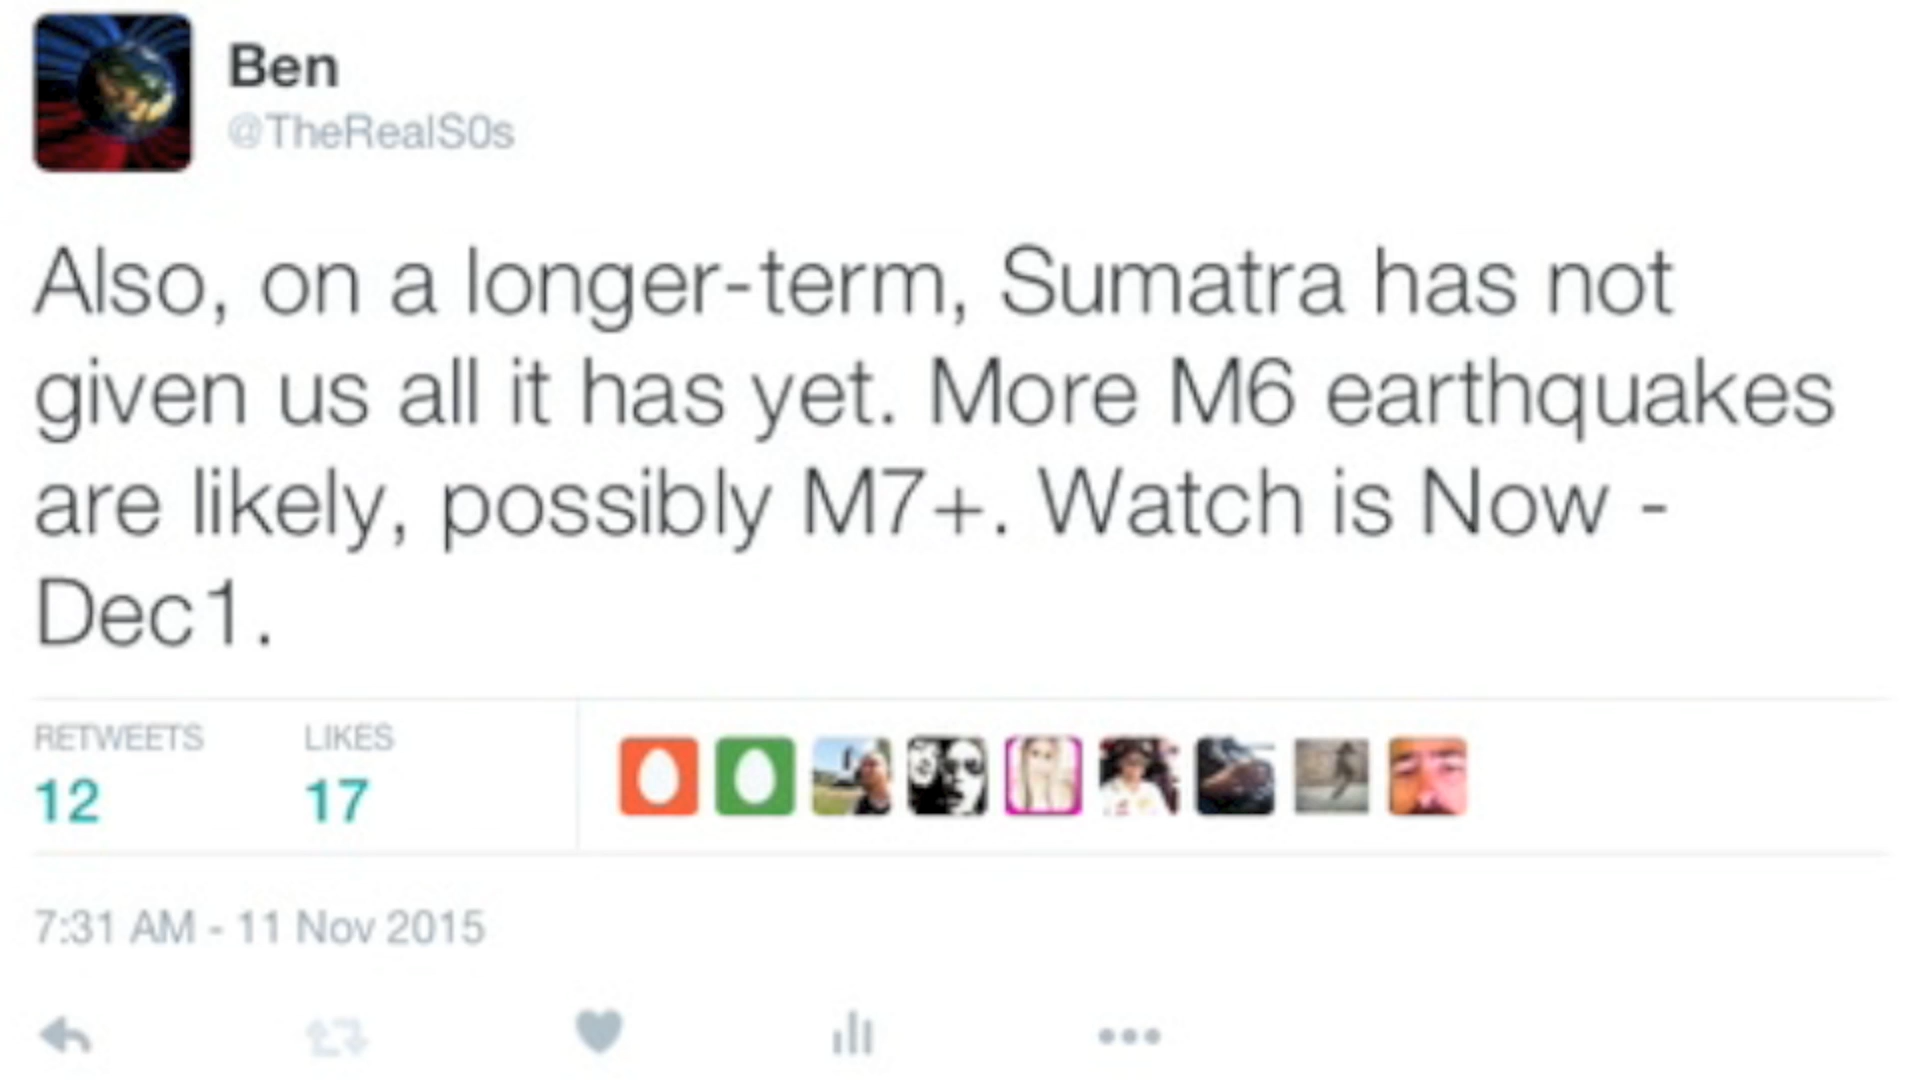 Ben
@TheRealS0s
Also, on a longer-term, Sumatra has not
given us all it has yet. More M6 earthquakes
are likely, possibly M7+. Watch is Now -
Dec1.
RETWEETS LIKES
12 17
7:31 AM - 11 Nov 2015